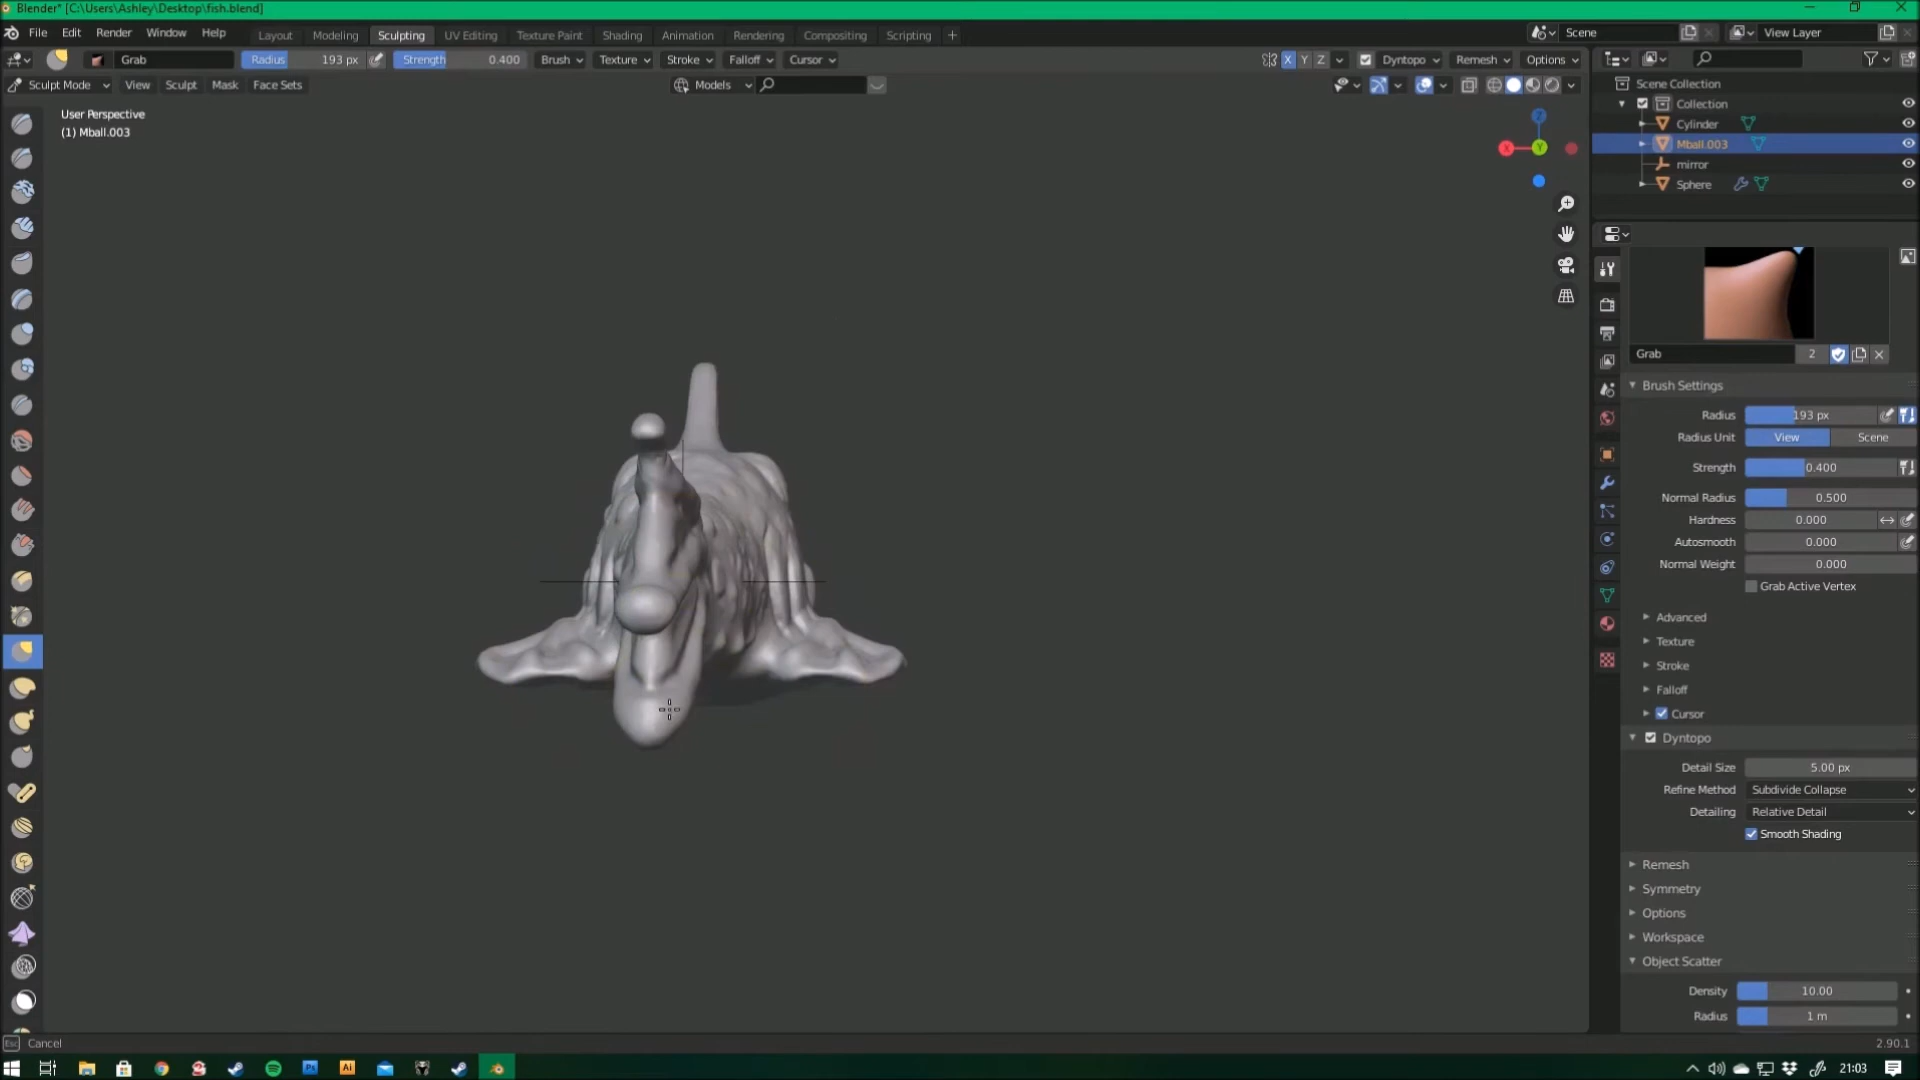 Blender* [C:\Users\Ashley\Desktop\fish.blend]
File Edit Render Window Help Layout Modeling Sculpting UV Editing Texture Paint Shading Animation Rendering Compositing Scripting + Scene View Layer
Grab Radius 193 px Strength 0.400 Brush Texture Stroke Falloff Cursor X Y Z Dyntopo Remesh Options
Sculpt Mode View Sculpt Mask Face Sets Models
User Perspective
(1) Mball.003
Z
X Y
Scene Collection
Collection
Cylinder
Mball.003
mirror
Sphere
Grab 2
Brush Settings
Radius 193 px
Radius Unit View Scene
Strength 0.400
Normal Radius 0.500
Hardness 0.000
Autosmooth 0.000
Normal Weight 0.000
Grab Active Vertex
Advanced
Texture
Stroke
Falloff
Cursor
Dyntopo
Detail Size 5.00 px
Refine Method Subdivide Collapse
Detailing Relative Detail
Smooth Shading
Remesh
Symmetry
Options
Workspace
Object Scatter
Density 10.00
Radius 1 m
Esc Cancel 2.90.1
Ps Ai 21:03